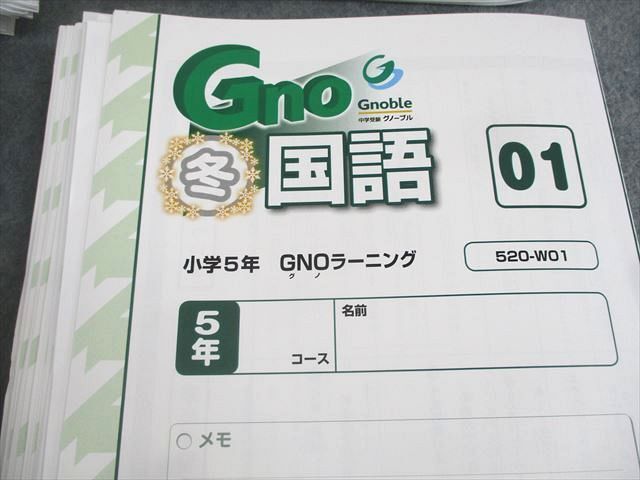 Gno
Gnoble
中学受験 グノーブル
冬 国語 01
小学5年 GNOラーニング
グノ
520-W01
5年
コース
名前
メモ